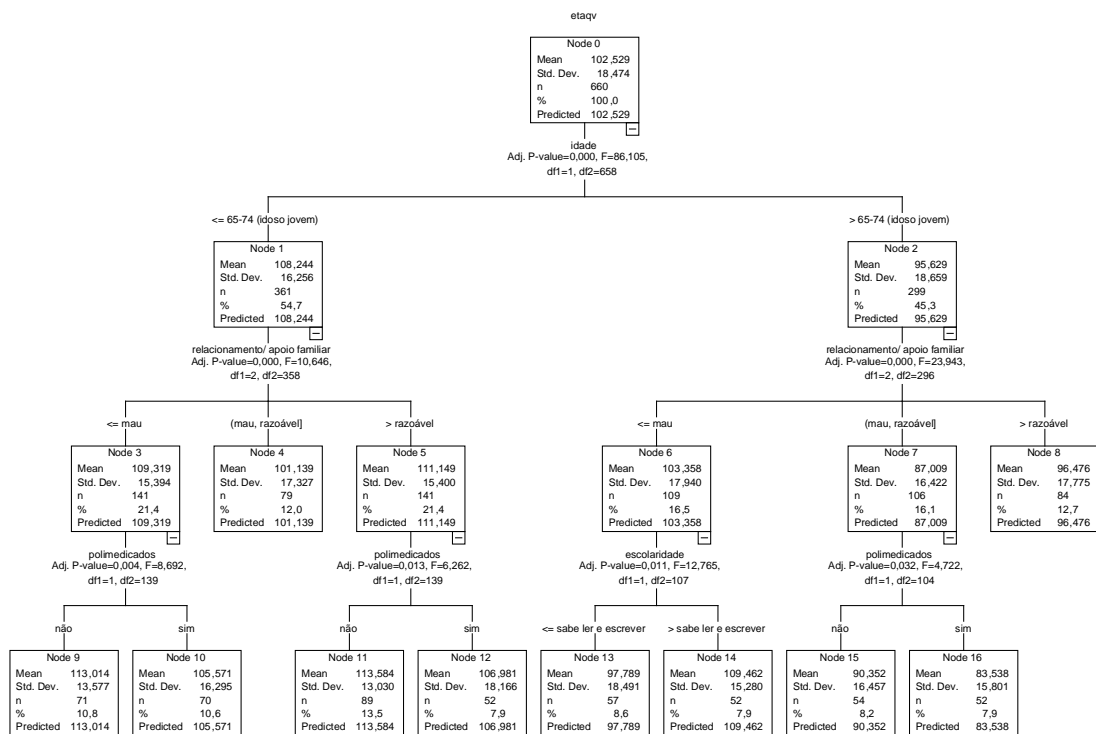 etaqv
Node 0
Mean 102,529
Std. Dev. 18,474
n 660
% 100,0
Predicted 102,529
idade
Adj. P-value=0,000, F=86,105,
df1=1, df2=658
<= 65-74 (idoso jovem)
> 65-74 (idoso jovem)
Node 1
Mean 108,244
Std. Dev. 16,256
n 361
% 54,7
Predicted 108,244
Node 2
Mean 95,629
Std. Dev. 18,659
n 299
% 45,3
Predicted 95,629
relacionamento/ apoio familiar
Adj. P-value=0,000, F=10,646,
df1=2, df2=358
relacionamento/ apoio familiar
Adj. P-value=0,000, F=23,943,
df1=2, df2=296
<= mau
(mau, razoável]
> razoável
<= mau
(mau, razoável]
> razoável
Node 3
Mean 109,319
Std. Dev. 15,394
n 141
% 21,4
Predicted 109,319
Node 4
Mean 101,139
Std. Dev. 17,327
n 79
% 12,0
Predicted 101,139
Node 5
Mean 111,149
Std. Dev. 15,400
n 141
% 21,4
Predicted 111,149
Node 6
Mean 103,358
Std. Dev. 17,940
n 109
% 16,5
Predicted 103,358
Node 7
Mean 87,009
Std. Dev. 16,422
n 106
% 16,1
Predicted 87,009
Node 8
Mean 96,476
Std. Dev. 17,775
n 84
% 12,7
Predicted 96,476
polimedicados
Adj. P-value=0,004, F=8,692,
df1=1, df2=139
polimedicados
Adj. P-value=0,013, F=6,262,
df1=1, df2=139
escolaridade
Adj. P-value=0,011, F=12,765,
df1=1, df2=107
polimedicados
Adj. P-value=0,032, F=4,722,
df1=1, df2=104
não
sim
não
sim
<= sabe ler e escrever
> sabe ler e escrever
não
sim
Node 9
Mean 113,014
Std. Dev. 13,577
n 71
% 10,8
Predicted 113,014
Node 10
Mean 105,571
Std. Dev. 16,295
n 70
% 10,6
Predicted 105,571
Node 11
Mean 113,584
Std. Dev. 13,030
n 89
% 13,5
Predicted 113,584
Node 12
Mean 106,981
Std. Dev. 18,166
n 52
% 7,9
Predicted 106,981
Node 13
Mean 97,789
Std. Dev. 18,491
n 57
% 8,6
Predicted 97,789
Node 14
Mean 109,462
Std. Dev. 15,280
n 52
% 7,9
Predicted 109,462
Node 15
Mean 90,352
Std. Dev. 16,457
n 54
% 8,2
Predicted 90,352
Node 16
Mean 83,538
Std. Dev. 15,801
n 52
% 7,9
Predicted 83,538